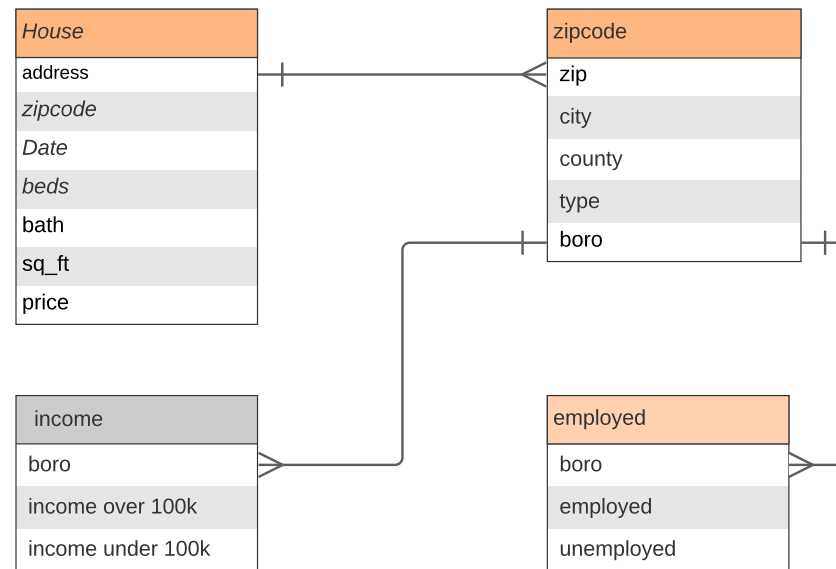 House
address
zipcode
Date
beds
bath
sq_ft
price
zipcode
zip
city
county
type
boro
income
boro
income over 100k
income under 100k
employed
boro
employed
unemployed